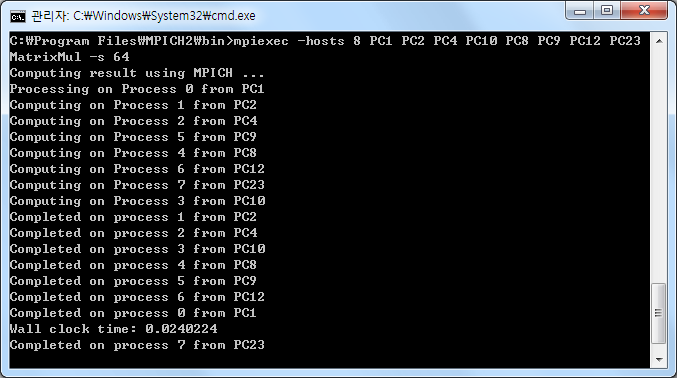 관리자: C:₩Windows₩System32₩cmd.exe
C:₩Program Files₩MPICH2₩bin>mpiexec -hosts 8 PC1 PC2 PC4 PC10 PC8 PC9 PC12 PC23
MatrixMul -s 64
Computing result using MPICH ...
Processing on Process 0 from PC1
Computing on Process 1 from PC2
Computing on Process 2 from PC4
Computing on Process 5 from PC9
Computing on Process 4 from PC8
Computing on Process 6 from PC12
Computing on Process 7 from PC23
Computing on Process 3 from PC10
Completed on process 1 from PC2
Completed on process 2 from PC4
Completed on process 3 from PC10
Completed on process 4 from PC8
Completed on process 5 from PC9
Completed on process 6 from PC12
Completed on process 0 from PC1
Wall clock time: 0.0240224
Completed on process 7 from PC23